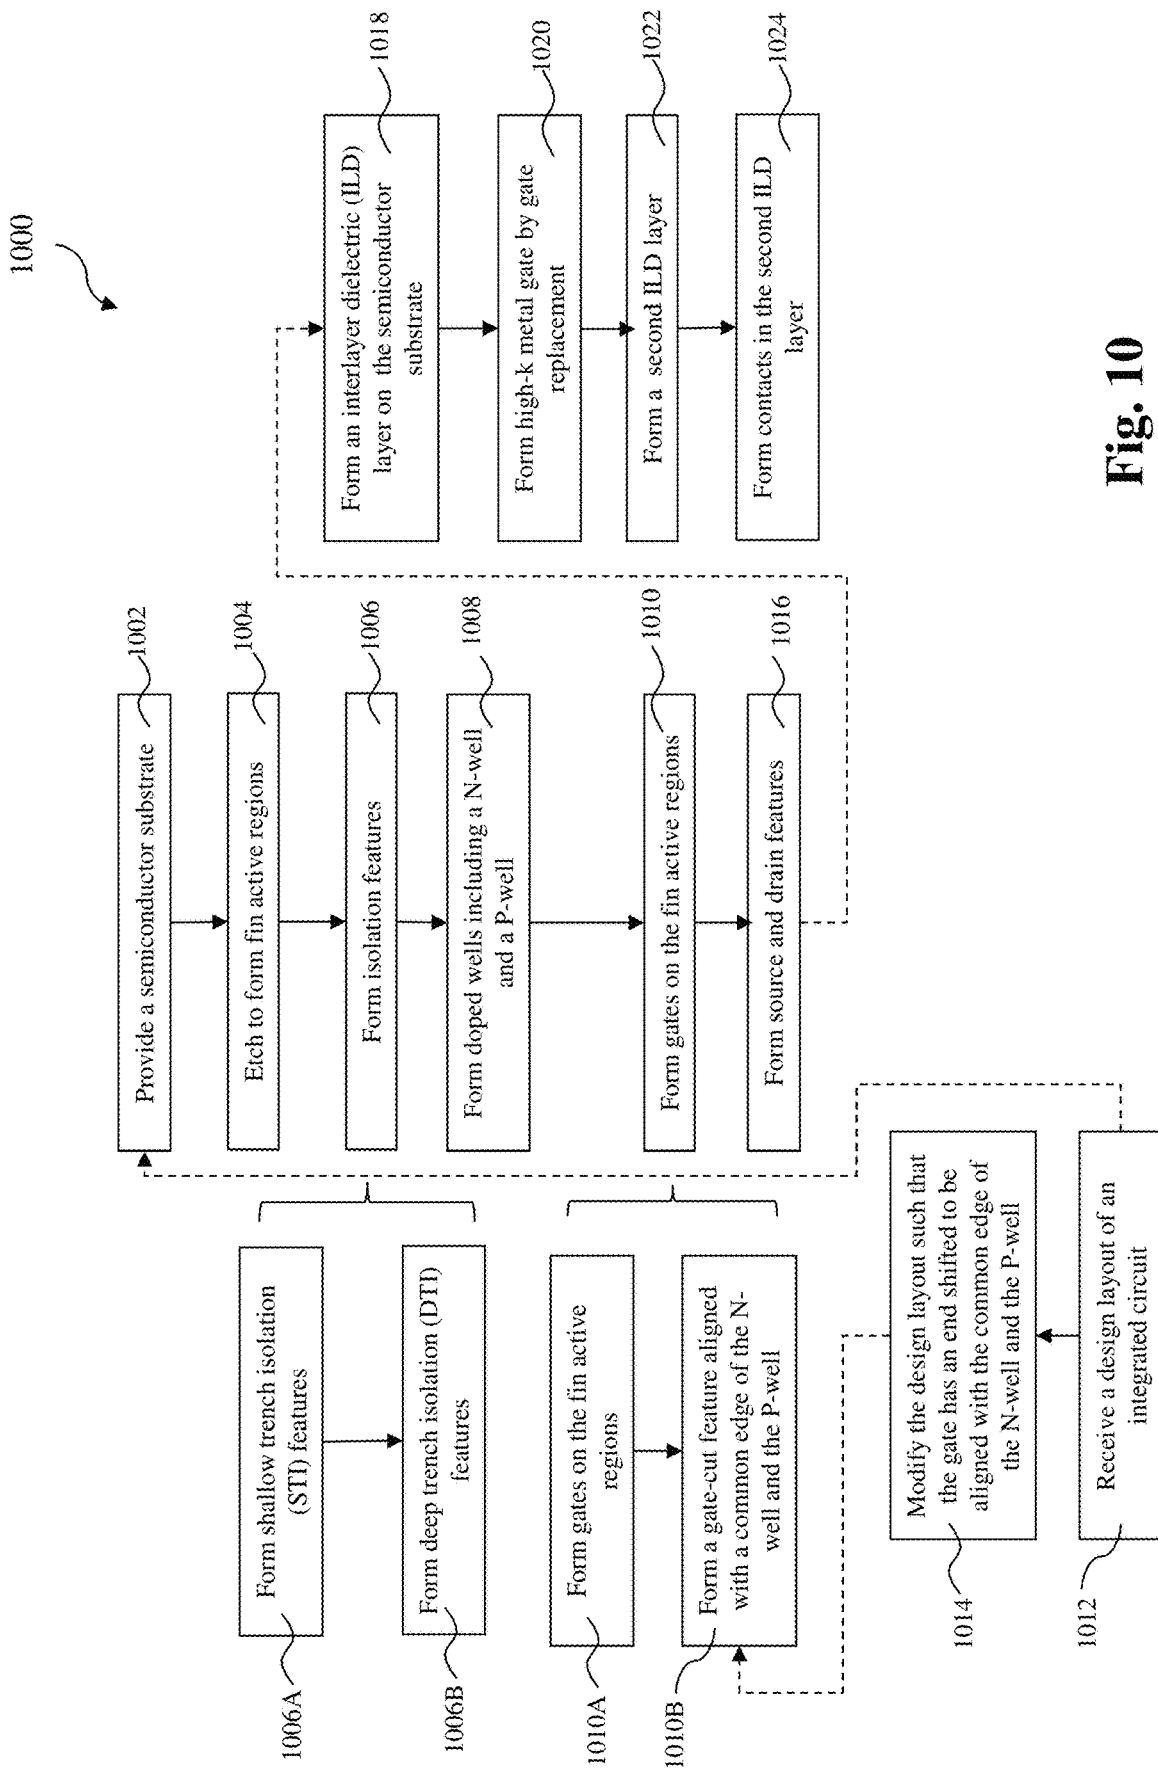 1000
Form shallow trench isolation
(STI) features
1006A
Form deep trench isolation (DTI)
features
1006B
Form gates on the fin active
regions
1010A
Form a gate-cut feature aligned
with a common edge of the N-
well and the P-well
1010B
Modify the design layout such that
the gate has an end shifted to be
aligned with the common edge of
the N-well and the P-well
1014
Receive a design layout of an
integrated circuit
1012
Provide a semiconductor substrate
1002
Etch to form fin active regions
1004
Form isolation features
1006
Form doped wells including a N-well
and a P-well
1008
Form gates on the fin active regions
1010
Form source and drain features
1016
Form an interlayer dielectric (ILD)
layer on the semiconductor
substrate
1018
Form high-k metal gate by gate
replacement
1020
Form a second ILD layer
1022
Form contacts in the second ILD
layer
1024
Fig. 10